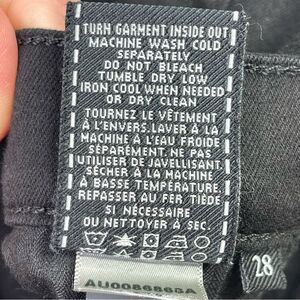 TURN GARMENT INSIDE OUT
MACHINE WASH COLD
SEPARATELY
DO NOT BLEACH
TUMBLE DRY LOW
IRON COOL WHEN NEEDED
OR DRY CLEAN
TOURNEZ LE VÊTEMENT
À L'ENVERS.LAVER À LA
MACHINE À L'EAU FROIDE
SÉPARÉMENT. NE PAS
UTILISER DE JAVELLISANT.
SÉCHER À LA MACHINE
À BASSE TEMPÉRATURE.
REPASSER AU FER TIÈDE
SI NÉCESSAIRE
OU NETTOYER À SEC.
28